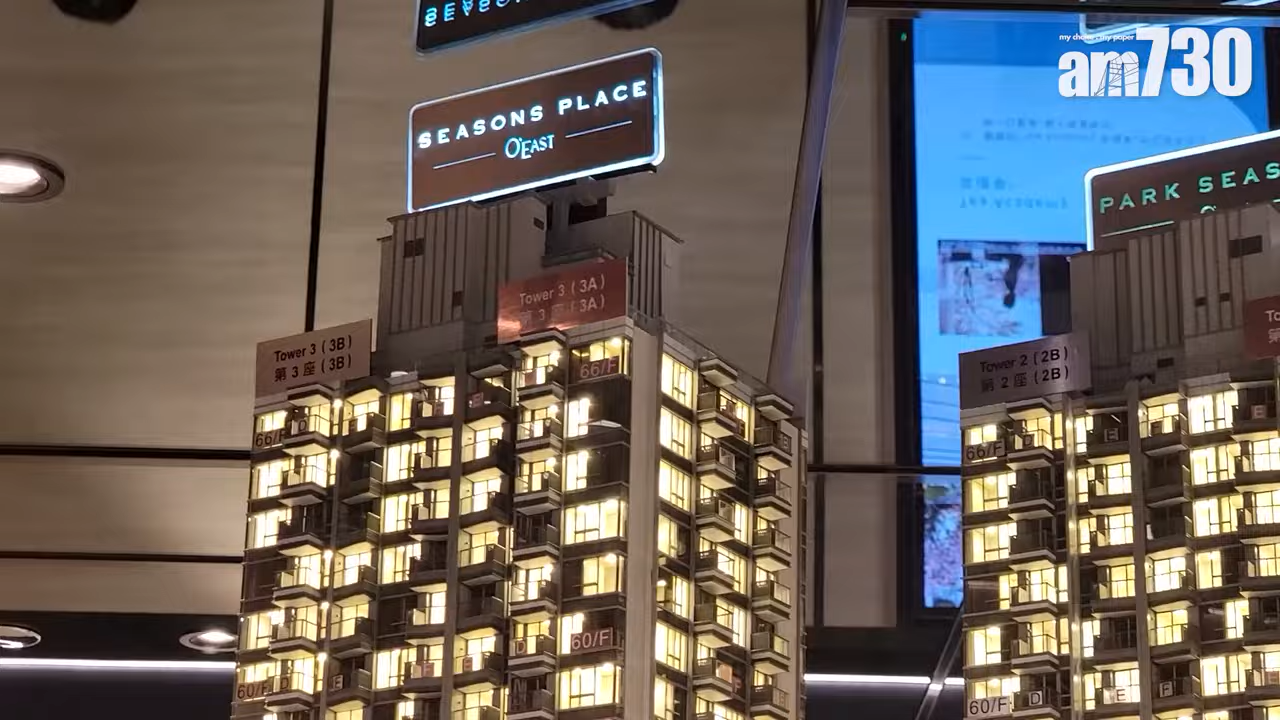 SEASONS PLACE
O'EAST
my choice . my paper
am730
PARK SEAS
Tower 3 (3A)
第 3 座 (3A)
Tower 3 (3B)
第 3 座 (3B)
Tower 2 (2B)
第 2 座 (2B)
66/F
66/F
D
66/F
D
E
E
60/F
60/F
D
60/F
D
E
F